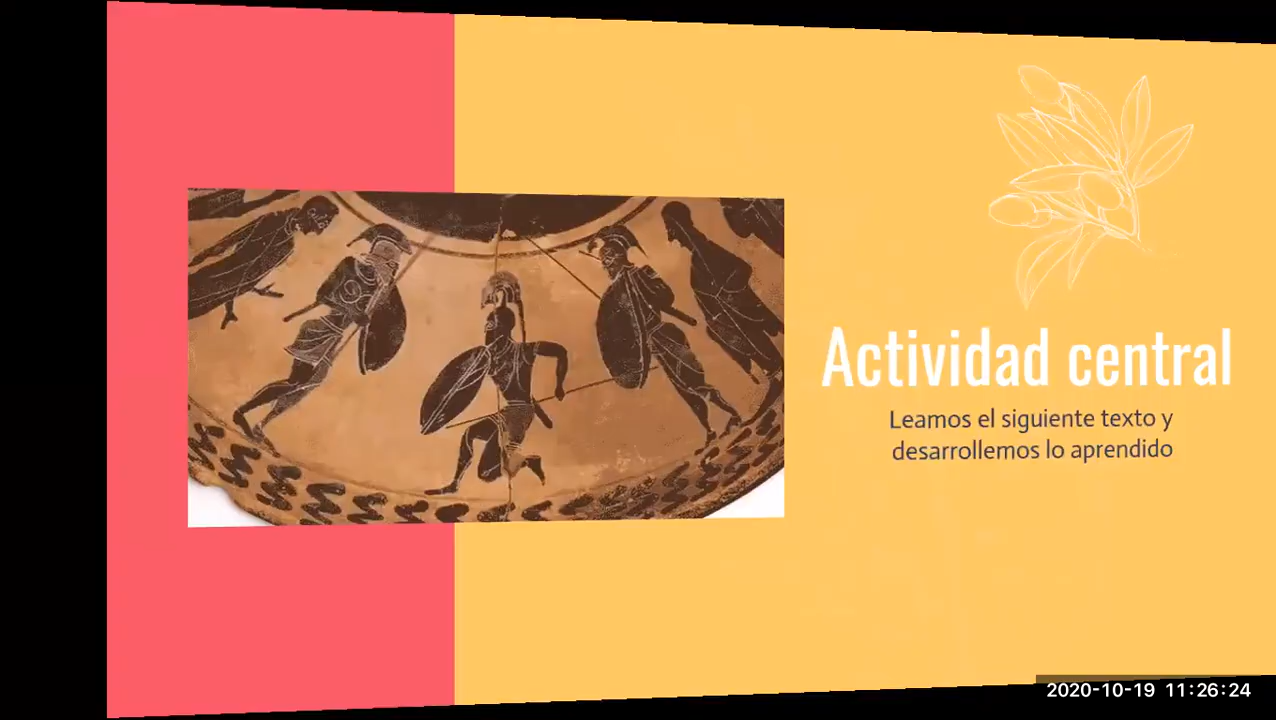 Actividad central
Leamos el siguiente texto y
desarrollemos lo aprendido
2020-10-19 11:26:24